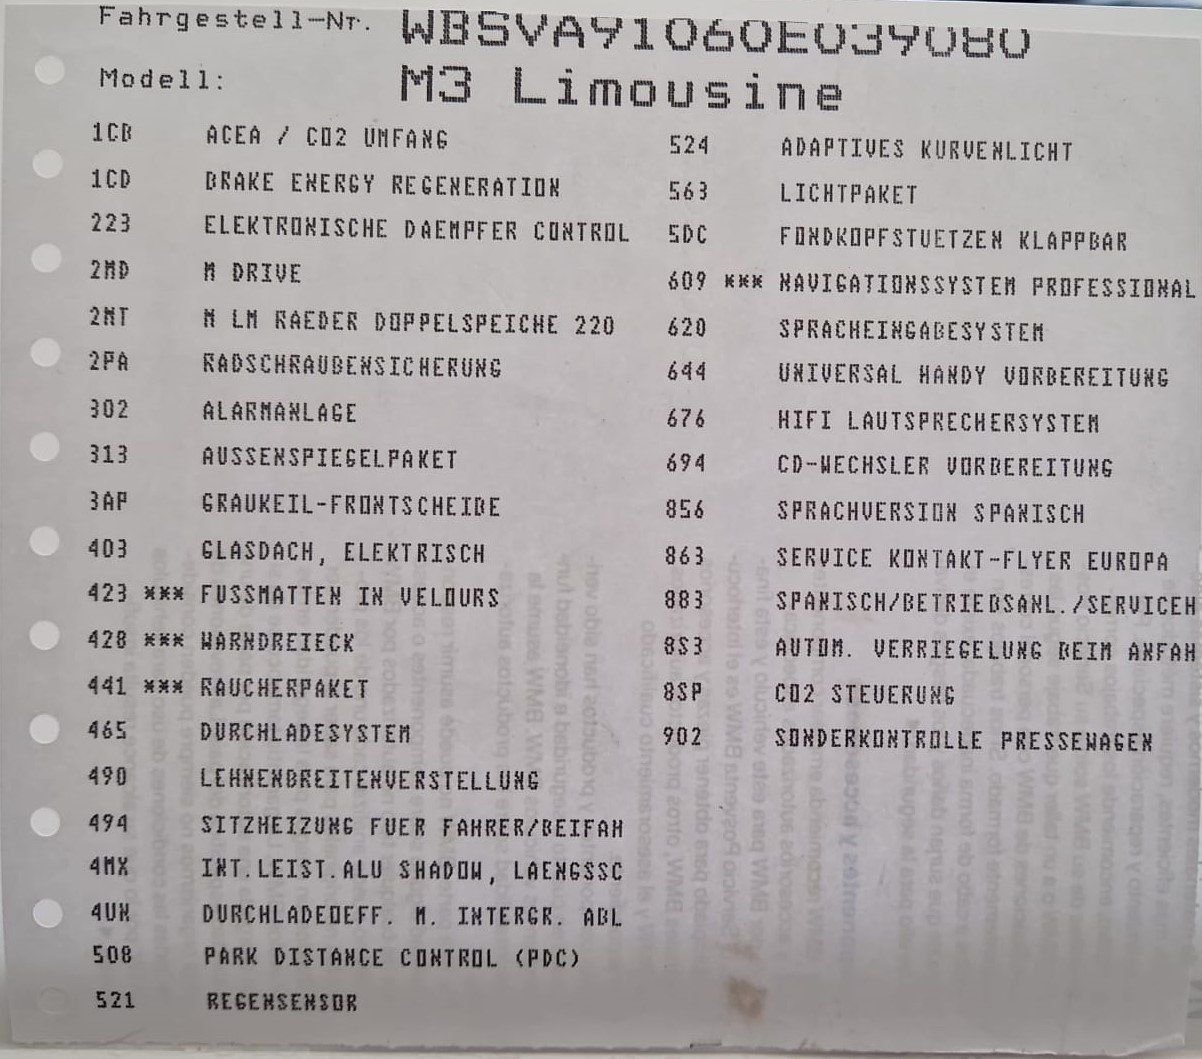 Fahrgestell-Nr. WBSVA91060E039080
Modell: M3 Limousine
1CB ACEA / CO2 UMFANG
1CD BRAKE ENERGY REGENERATION
223 ELEKTRONISCHE DAEMPFER CONTROL
2MD M DRIVE
2MT M LM RAEDER DOPPELSPEICHE 220
2PA RADSCHRAUBENSICHERUNG
302 ALARMANLAGE
313 AUSSENSPIEGELPAKET
3AP GRAUKEIL-FRONTSCHEIBE
403 GLASDACH, ELEKTRISCH
423 *** FUSSMATTEN IN VELOURS
428 *** WARNDREIECK
441 *** RAUCHERPAKET
465 DURCHLADESYSTEM
490 LEHNENBREITENVERSTELLUNG
494 SITZHEIZUNG FUER FAHRER/BEIFAH
4MX INT.LEIST.ALU SHADOW, LAENGSSC
4UN DURCHLADEOEFF. M. INTERGR. ABL
508 PARK DISTANCE CONTROL (PDC)
521 REGENSENSOR
524 ADAPTIVES KURVENLICHT
563 LICHTPAKET
5DC FONDKOPFSTUETZEN KLAPPBAR
609 *** NAVIGATIONSSYSTEM PROFESSIONAL
620 SPRACHEINGABESYSTEM
644 UNIVERSAL HANDY VORBEREITUNG
676 HIFI LAUTSPRECHERSYSTEM
694 CD-WECHSLER VORBEREITUNG
856 SPRACHVERSION SPANISCH
863 SERVICE KONTAKT-FLYER EUROPA
883 SPANISCH/BETRIEBSANL./SERVICEH
8S3 AUTOM. VERRIEGELUNG BEIM ANFAH
8SP CO2 STEUERUNG
902 SONDERKONTROLLE PRESSEWAGEN